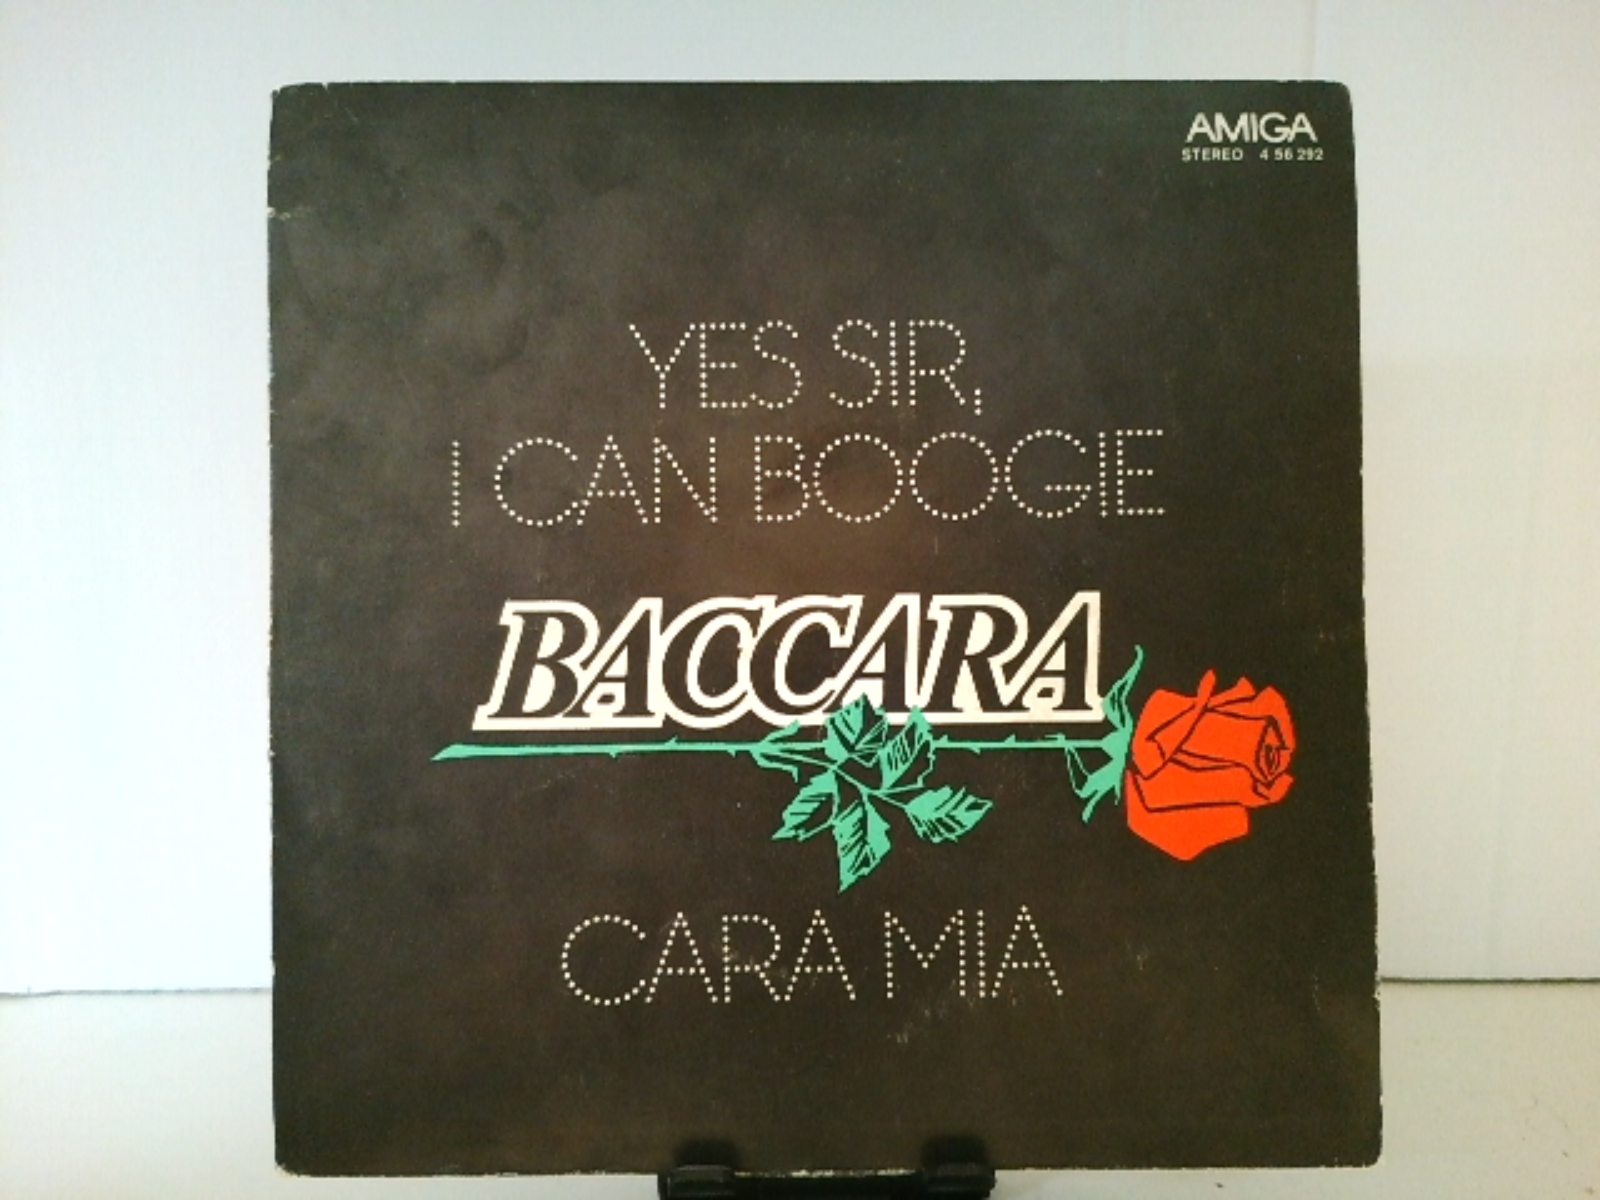 AMIGA
STEREO 4 56 292
YES SIR,
I CAN BOOGIE
BACCARA
CARA MIA